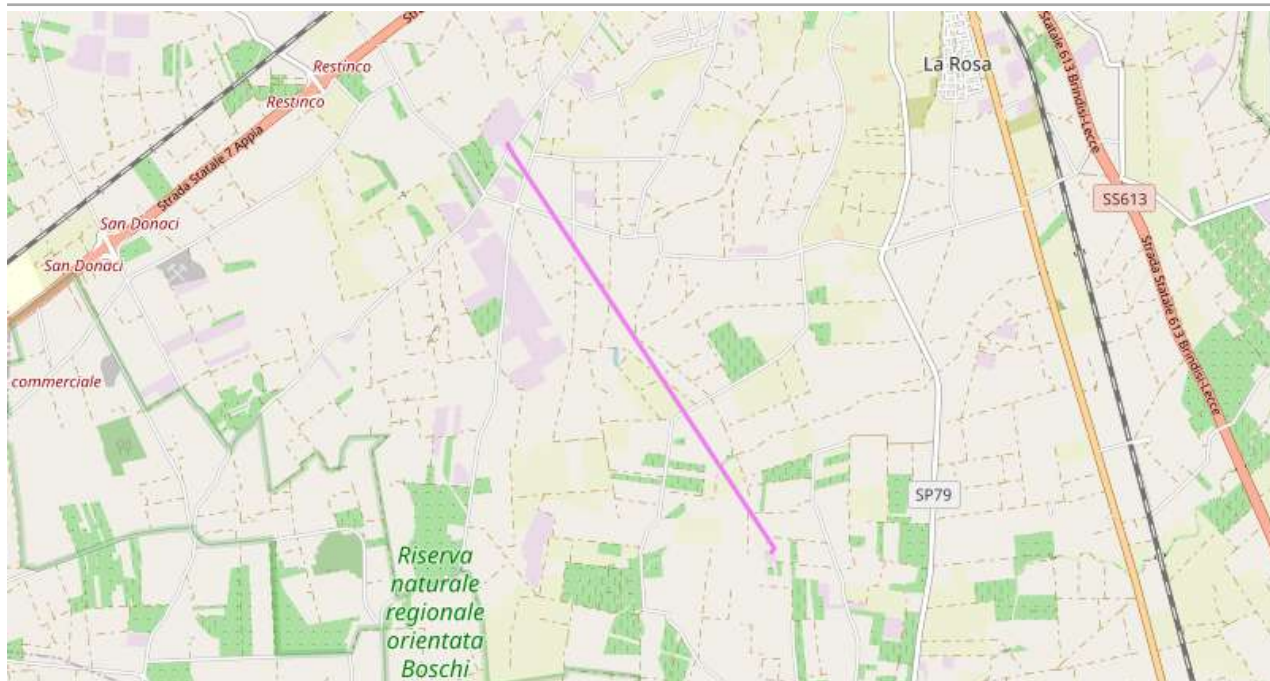 Stra
Restinco
Restinco
Strada Statale 7 Appia
San Donaci
San Donaci
commerciale
La Rosa
Statale 613 Brindisi-Lecce
SS613
Strada Statale 613 Brindisi-Lecce
SP79
Riserva
naturale
regionale
orientata
Boschi